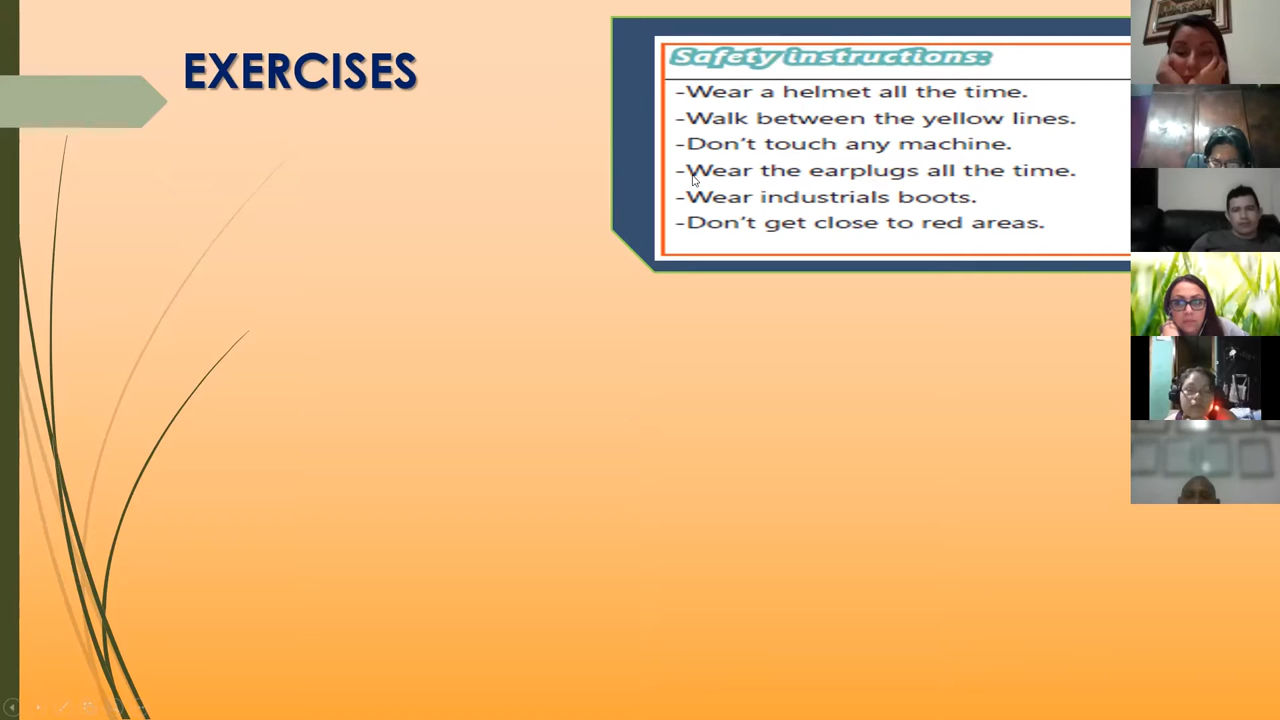 EXERCISES
Safety instructions:
-Wear a helmet all the time.
-Walk between the yellow lines.
-Don't touch any machine.
-Wear the earplugs all the time.
-Wear industrials boots.
-Don't get close to red areas.